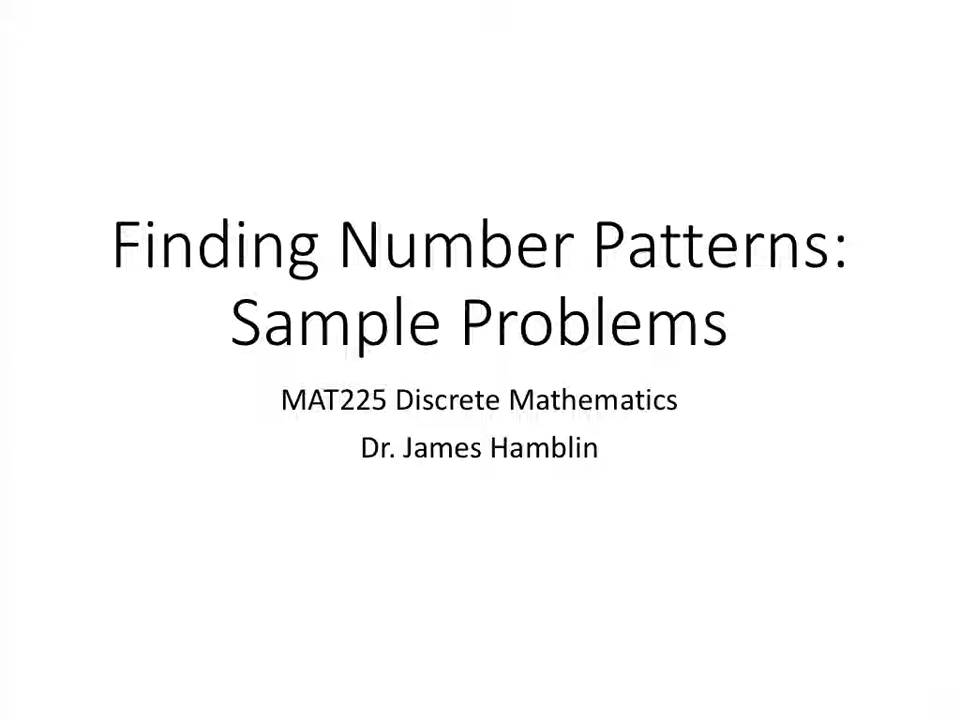 Finding Number Patterns:
Sample Problems
MAT225 Discrete Mathematics
Dr. James Hamblin